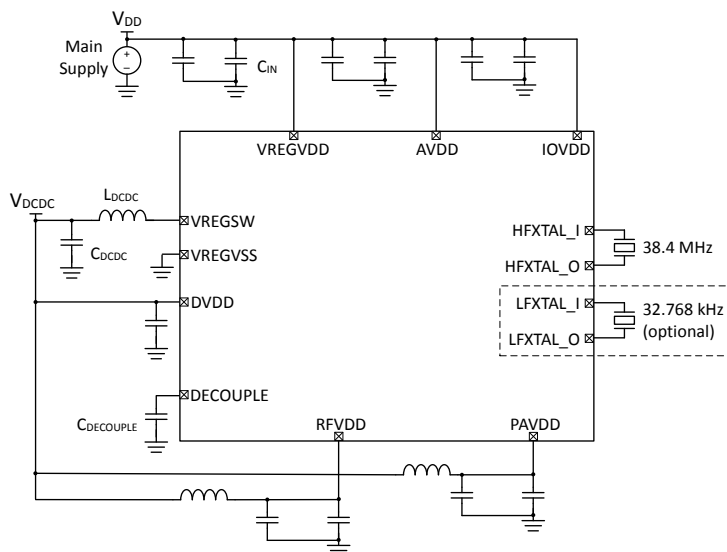 VDD
Main
Supply
+
−
CIN
VREGVDD
AVDD
IOVDD
VDCDC
LDCDC
VREGSW
CDCDC
VREGVSS
DVDD
DECOUPLE
CDECOUPLE
RFVDD
PAVDD
HFXTAL_I
38.4 MHz
HFXTAL_O
LFXTAL_I
32.768 kHz
(optional)
LFXTAL_O